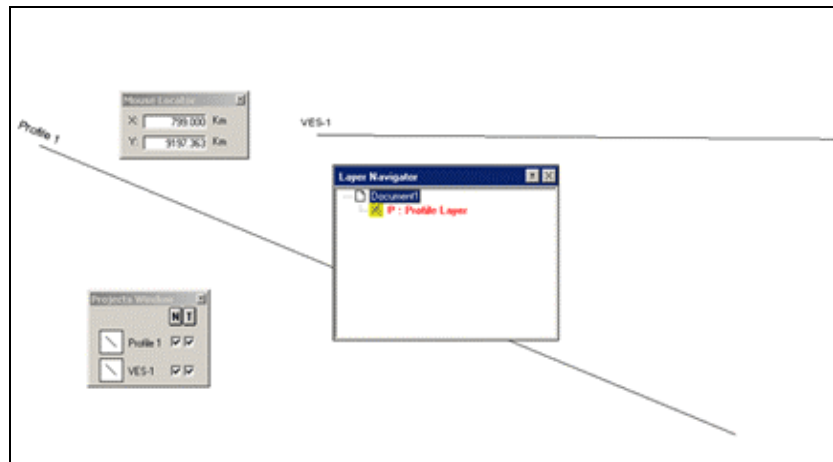 Mouse Locator
X: 799.000 Km
Y: 9197.363 Km
Profile 1
VES-1
Layer Navigator
Document1
P : Profile Layer
Projects Window
N T
Profile 1
VES-1